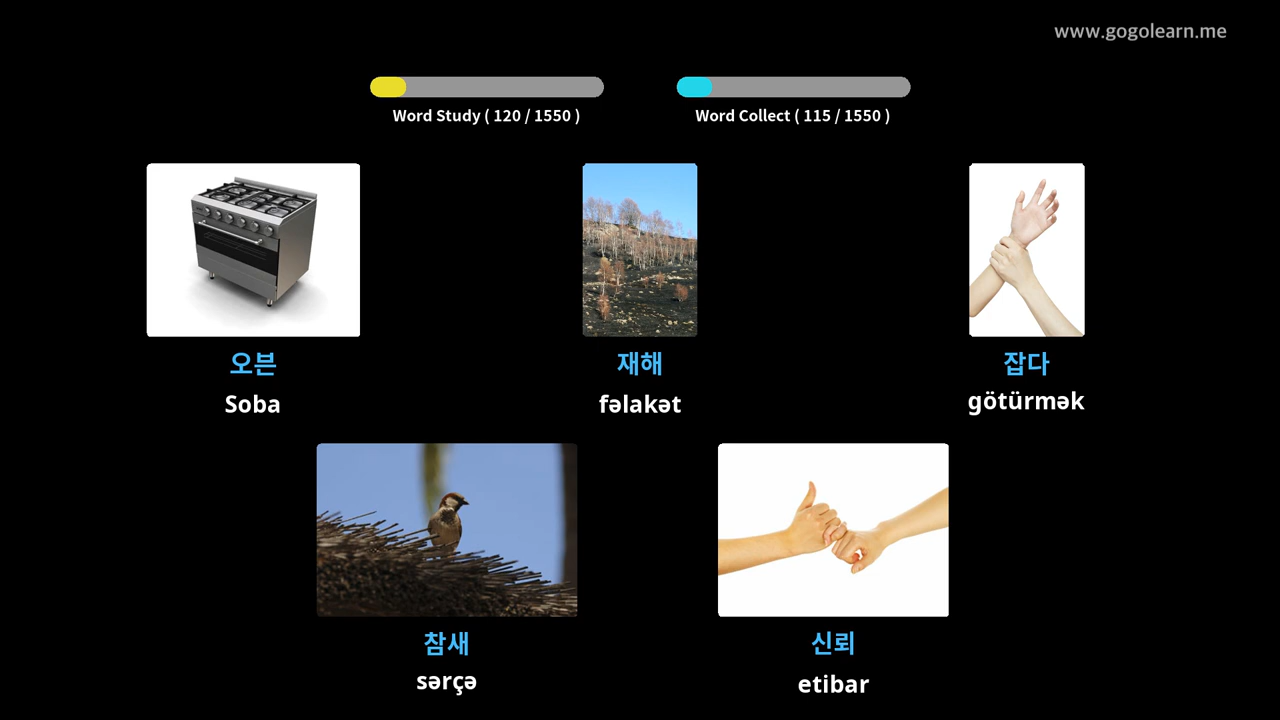 www.gogolearn.me
Word Study ( 120 / 1550 )
Word Collect ( 115 / 1550 )
오븐
재해
잡다
Soba
fəlakət
götürmək
참새
신뢰
sərçə
etibar